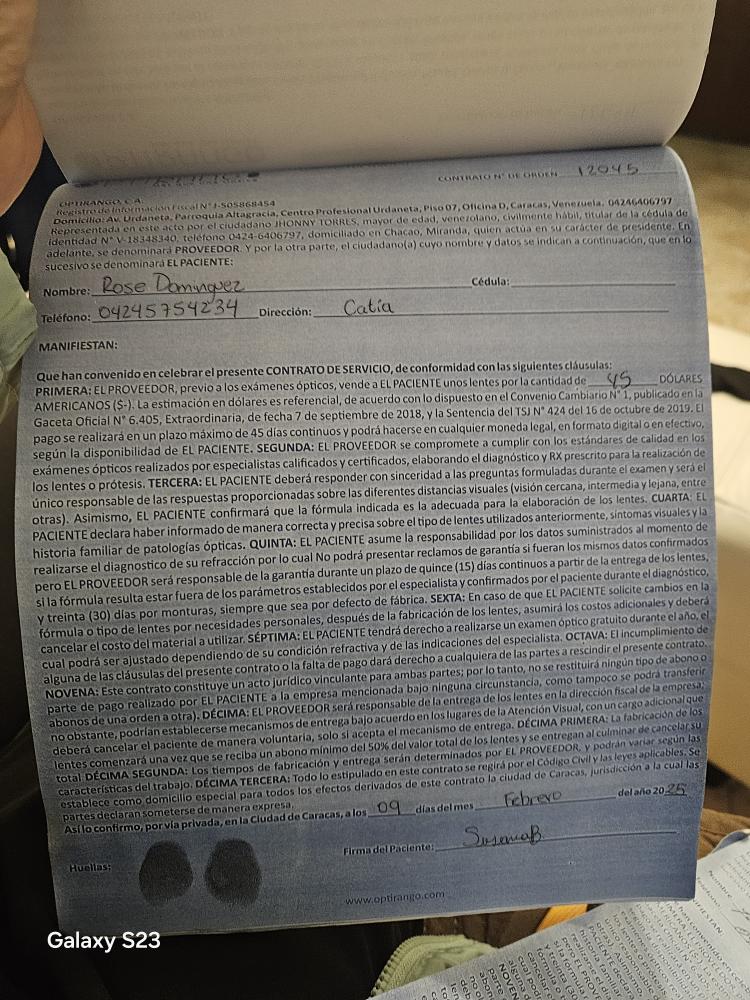 CONTRATO N° DE ORDEN 12045
OPTIRANGO, C.A.
Registro de Información Fiscal N° J-505868454
Domicilio: Av. Urdaneta, Parroquia Altagracia, Centro Profesional Urdaneta, Piso 07, Oficina D, Caracas, Venezuela. 04246406797
Representada en este acto por el ciudadano JHONNY TORRES, mayor de edad, venezolano, civilmente hábil, titular de la cédula de
identidad N° V-18348340, teléfono 0424-6406797, domiciliado en Chacao, Miranda, quien actúa en su carácter de presidente. En
adelante, se denominará PROVEEDOR. Y por la otra parte, el ciudadano(a) cuyo nombre y datos se indican a continuación, que en lo
sucesivo se denominará EL PACIENTE:
Nombre: Rose Dominguez Cédula:
Teléfono: 04245754234 Dirección: Catia
MANIFIESTAN:
Que han convenido en celebrar el presente CONTRATO DE SERVICIO, de conformidad con las siguientes cláusulas:
PRIMERA: EL PROVEEDOR, previo a los exámenes ópticos, vende a EL PACIENTE unos lentes por la cantidad de 45 DÓLARES
AMERICANOS ($-). La estimación en dólares es referencial, de acuerdo con lo dispuesto en el Convenio Cambiario N° 1, publicado en la
Gaceta Oficial N° 6.405, Extraordinaria, de fecha 7 de septiembre de 2018, y la Sentencia del TSJ N° 424 del 16 de octubre de 2019. El
pago se realizará en un plazo máximo de 45 días continuos y podrá hacerse en cualquier moneda legal, en formato digital o en efectivo,
según la disponibilidad de EL PACIENTE. SEGUNDA: EL PROVEEDOR se compromete a cumplir con los estándares de calidad en los
exámenes ópticos realizados por especialistas calificados y certificados, elaborando el diagnóstico y RX prescrito para la realización de
los lentes o prótesis. TERCERA: EL PACIENTE deberá responder con sinceridad a las preguntas formuladas durante el examen y será el
único responsable de las respuestas proporcionadas sobre las diferentes distancias visuales (visión cercana, intermedia y lejana, entre
otras). Asimismo, EL PACIENTE confirmará que la fórmula indicada es la adecuada para la elaboración de los lentes. CUARTA: EL
PACIENTE declara haber informado de manera correcta y precisa sobre el tipo de lentes utilizados anteriormente, síntomas visuales y la
historia familiar de patologías ópticas. QUINTA: EL PACIENTE asume la responsabilidad por los datos suministrados al momento de
realizarse el diagnostico de su refracción por lo cual No podrá presentar reclamos de garantía si fueran los mismos datos confirmados
pero EL PROVEEDOR será responsable de la garantía durante un plazo de quince (15) días continuos a partir de la entrega de los lentes,
si la fórmula resulta estar fuera de los parámetros establecidos por el especialista y confirmados por el paciente durante el diagnóstico,
y treinta (30) días por monturas, siempre que sea por defecto de fábrica. SEXTA: En caso de que EL PACIENTE solicite cambios en la
fórmula o tipo de lentes por necesidades personales, después de la fabricación de los lentes, asumirá los costos adicionales y deberá
cancelar el costo del material a utilizar. SÉPTIMA: EL PACIENTE tendrá derecho a realizarse un examen óptico gratuito durante el año, el
cual podrá ser ajustado dependiendo de su condición refractiva y de las indicaciones del especialista. OCTAVA: El incumplimiento de
alguna de las cláusulas del presente contrato o la falta de pago dará derecho a cualquiera de las partes a rescindir el presente contrato.
NOVENA: Este contrato constituye un acto jurídico vinculante para ambas partes; por lo tanto, no se restituirá ningún tipo de abono o
parte de pago realizado por EL PACIENTE a la empresa mencionada bajo ninguna circunstancia, como tampoco se podrá transferir
abonos de una orden a otra). DÉCIMA: EL PROVEEDOR será responsable de la entrega de los lentes en la dirección fiscal de la empresa;
no obstante, podrían establecerse mecanismos de entrega bajo acuerdo en los lugares de la Atención Visual, con un cargo adicional que
deberá cancelar el paciente de manera voluntaria, solo si acepta el mecanismo de entrega. DÉCIMA PRIMERA: La fabricación de los
lentes comenzará una vez que se reciba un abono mínimo del 50% del valor total de los lentes y se entregan al culminar de cancelar su
total. DÉCIMA SEGUNDA: Los tiempos de fabricación y entrega serán determinados por EL PROVEEDOR, y podrán variar según las
características del trabajo. DÉCIMA TERCERA: Todo lo estipulado en este contrato se regirá por el Código Civil y las leyes aplicables. Se
establece como domicilio especial para todos los efectos derivados de este contrato la ciudad de Caracas, jurisdicción a la cual las
partes declaran someterse de manera expresa.
Así lo confirmo, por vía privada, en la Ciudad de Caracas, a los 09 días del mes Febrero del año 2025
Firma del Paciente: SusanaB
Huellas:
www.optirango.com
Galaxy S23